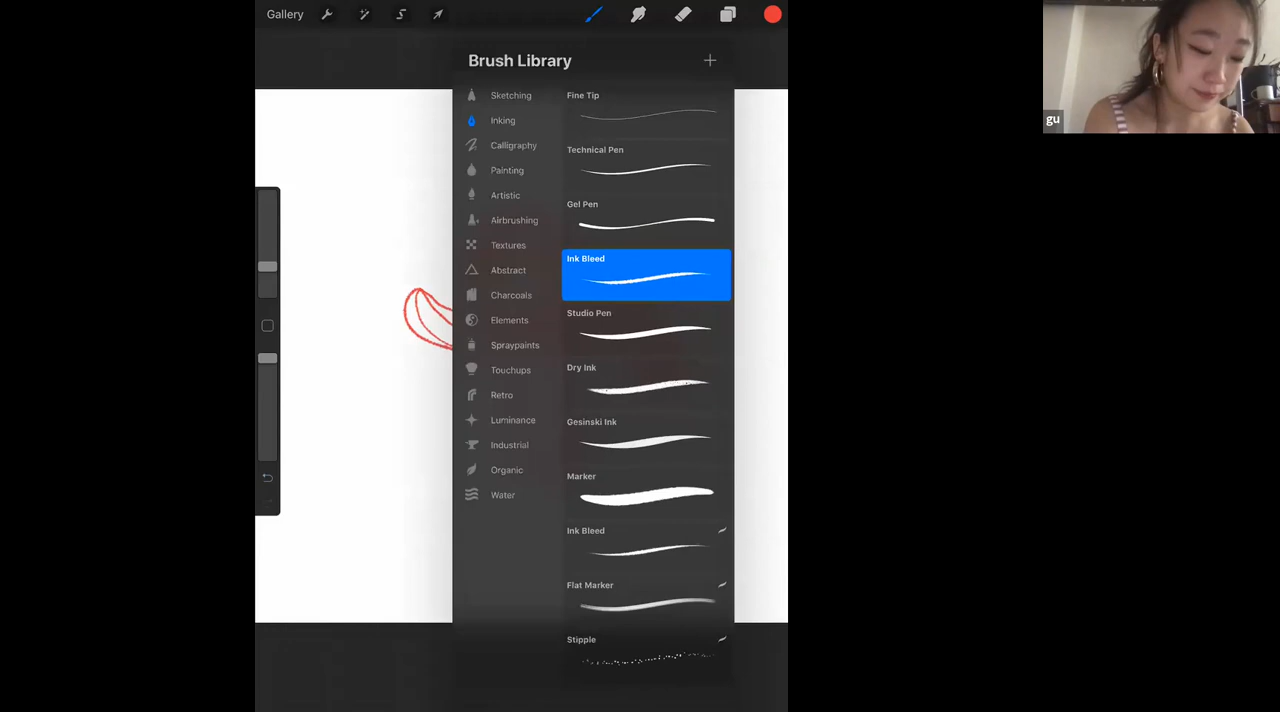 Gallery
Brush Library
Sketching
Inking
Calligraphy
Painting
Artistic
Airbrushing
Textures
Abstract
Charcoals
Elements
Spraypaints
Touchups
Retro
Luminance
Industrial
Organic
Water
Fine Tip
Technical Pen
Gel Pen
Ink Bleed
Studio Pen
Dry Ink
Gesinski Ink
Marker
Ink Bleed
Flat Marker
Stipple
gu